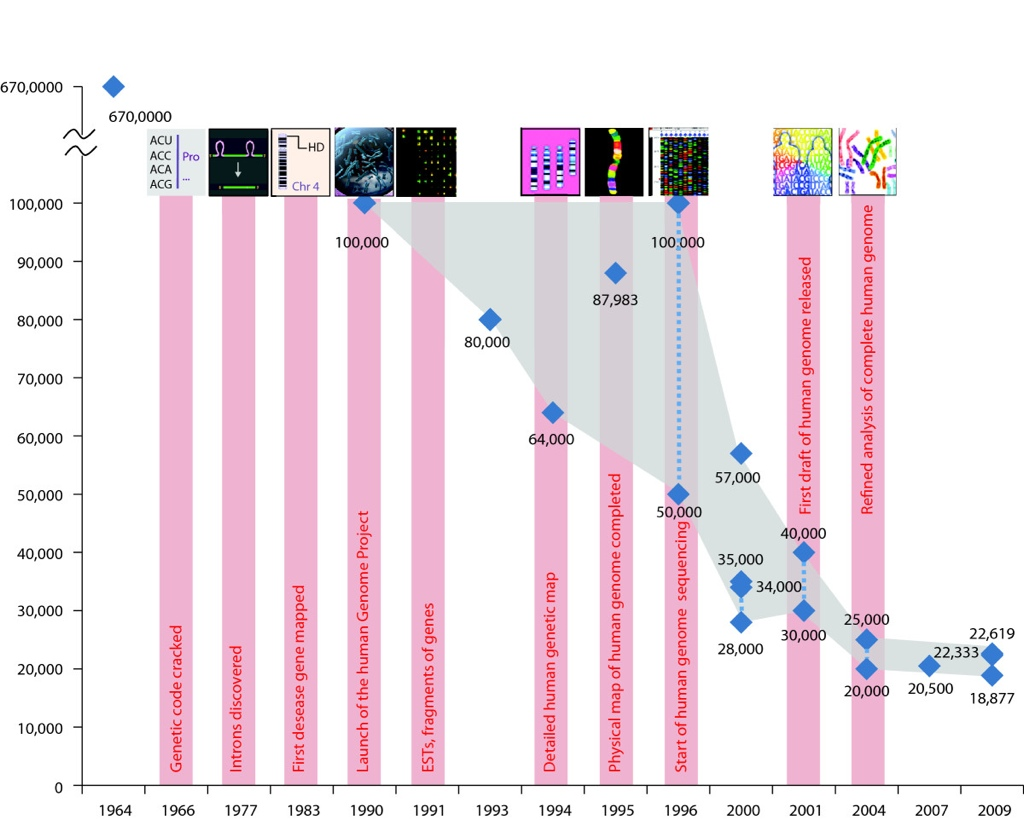 670,0000
670,0000
ACU
ACC
ACA
ACG
Pro
...
HD
Chr 4
100,000
90,000
80,000
70,000
60,000
50,000
40,000
30,000
20,000
10,000
0
100,000
80,000
64,000
87,983
100,000
50,000
57,000
35,000
34,000
28,000
40,000
30,000
25,000
20,000
20,500
22,619
22,333
18,877
Genetic code cracked
Introns discovered
First desease gene mapped
Launch of the human Genome Project
ESTs, fragments of genes
Detailed human genetic map
Physical map of human genome completed
Start of human genome sequencing
First draft of human genome released
Refined analysis of complete human genome
1964 1966 1977 1983 1990 1991 1993 1994 1995 1996 2000 2001 2004 2007 2009